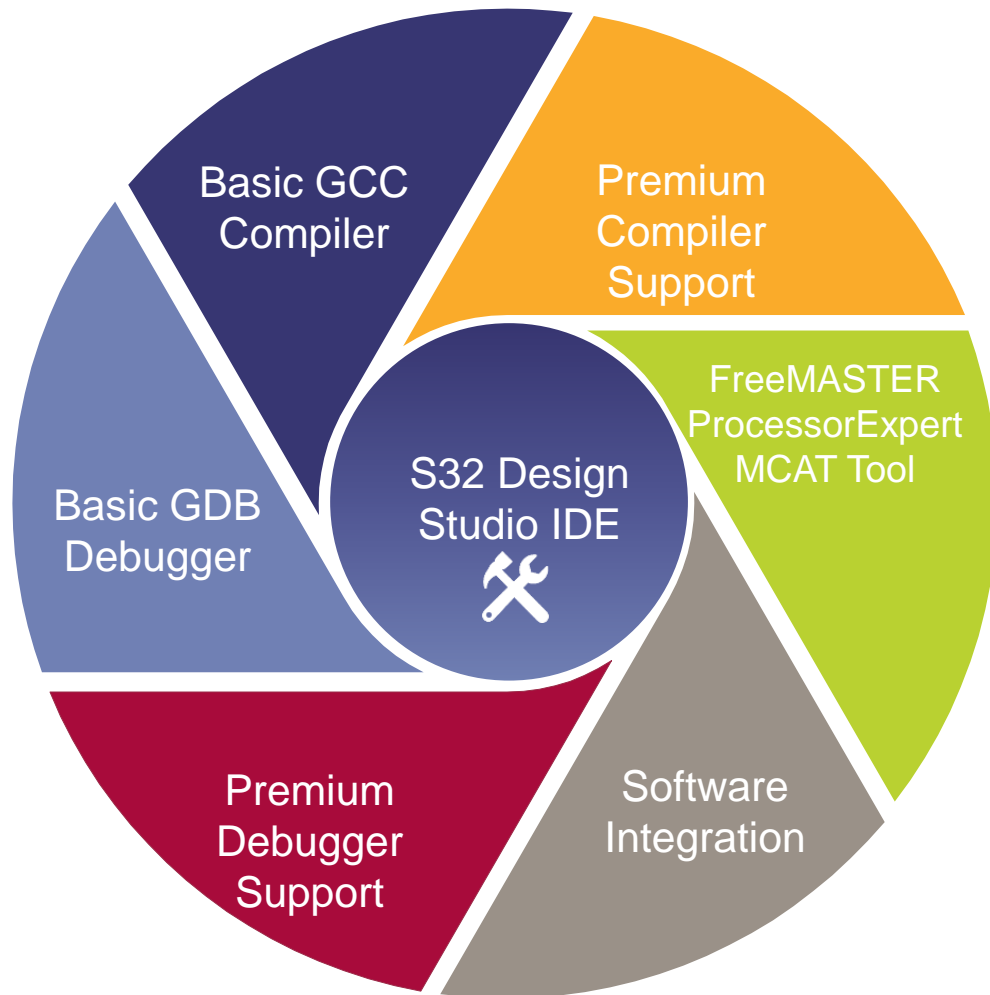 Basic GCC
Compiler
Premium
Compiler
Support
FreeMASTER
ProcessorExpert
MCAT Tool
S32 Design
Studio IDE
Basic GDB
Debugger
Software
Integration
Premium
Debugger
Support